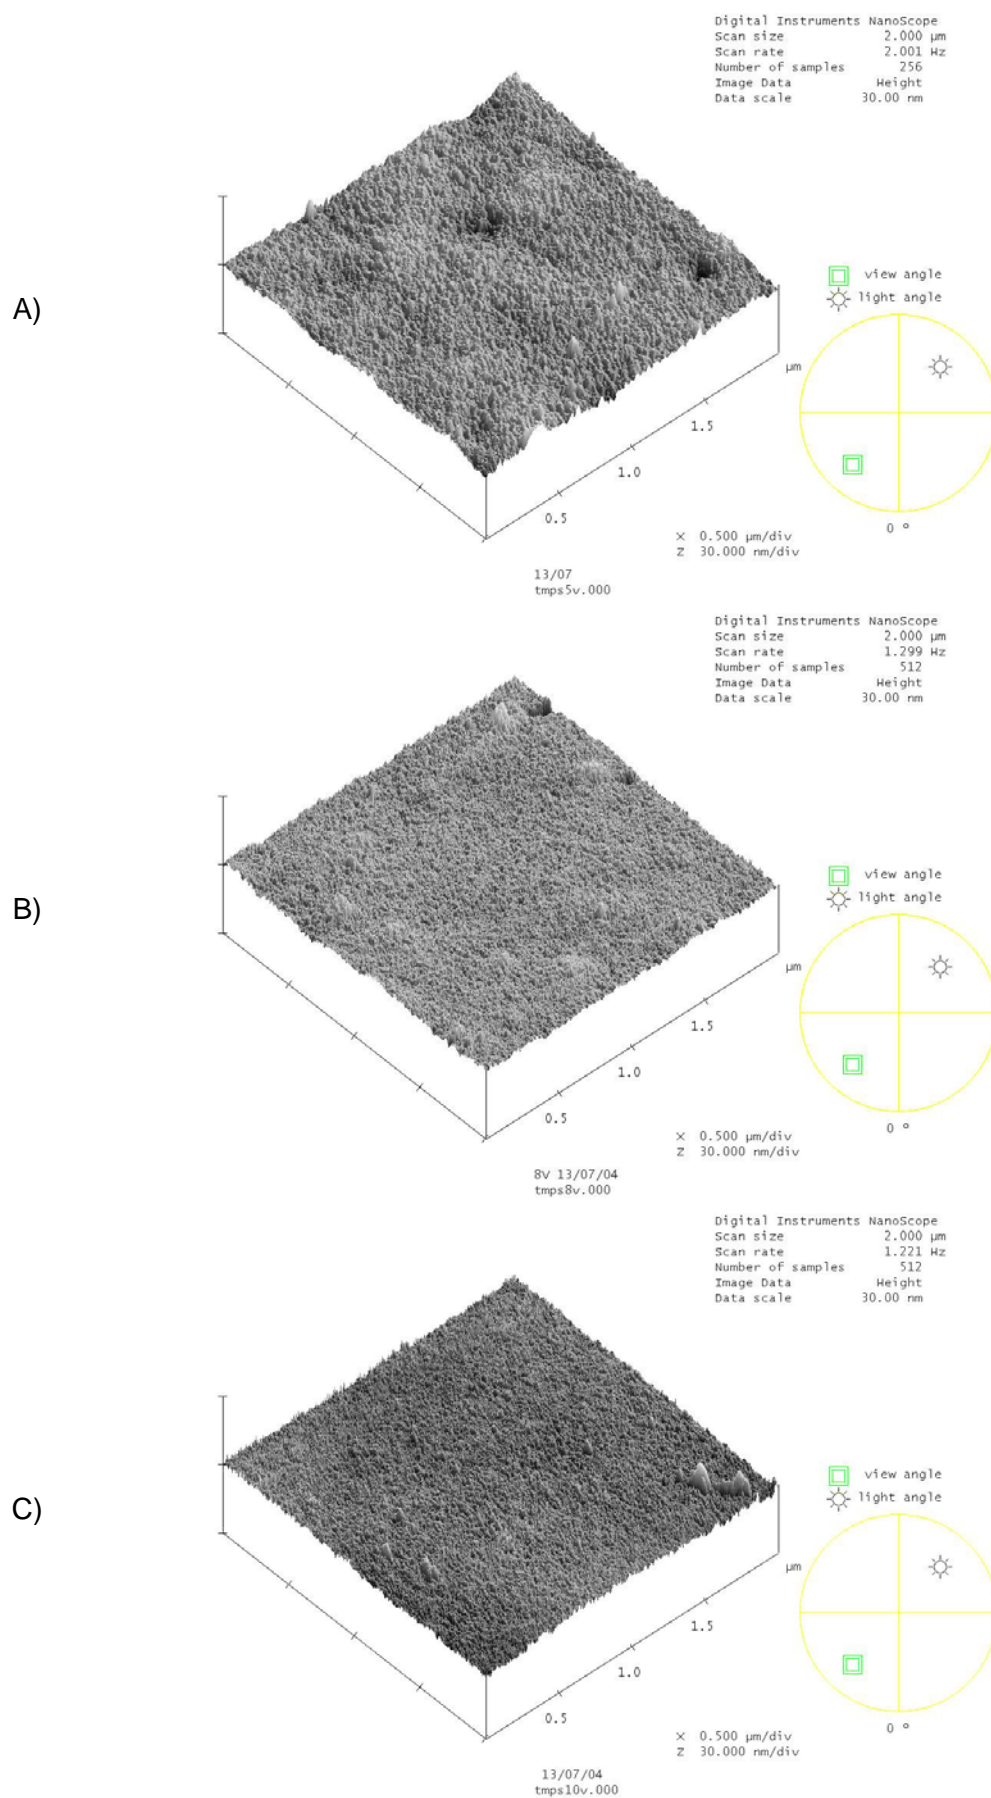 Digital Instruments NanoScope
Scan size 2.000 µm
Scan rate 2.001 Hz
Number of samples 256
Image Data Height
Data scale 30.00 nm
A)
view angle
light angle
µm
1.5
1.0
0.5
0 °
X 0.500 µm/div
Z 30.000 nm/div
13/07
tmps5v.000
Digital Instruments NanoScope
Scan size 2.000 µm
Scan rate 1.299 Hz
Number of samples 512
Image Data Height
Data scale 30.00 nm
B)
view angle
light angle
µm
1.5
1.0
0.5
0 °
X 0.500 µm/div
Z 30.000 nm/div
8V 13/07/04
tmps8v.000
Digital Instruments NanoScope
Scan size 2.000 µm
Scan rate 1.221 Hz
Number of samples 512
Image Data Height
Data scale 30.00 nm
C)
view angle
light angle
µm
1.5
1.0
0.5
0 °
X 0.500 µm/div
Z 30.000 nm/div
13/07/04
tmps10v.000